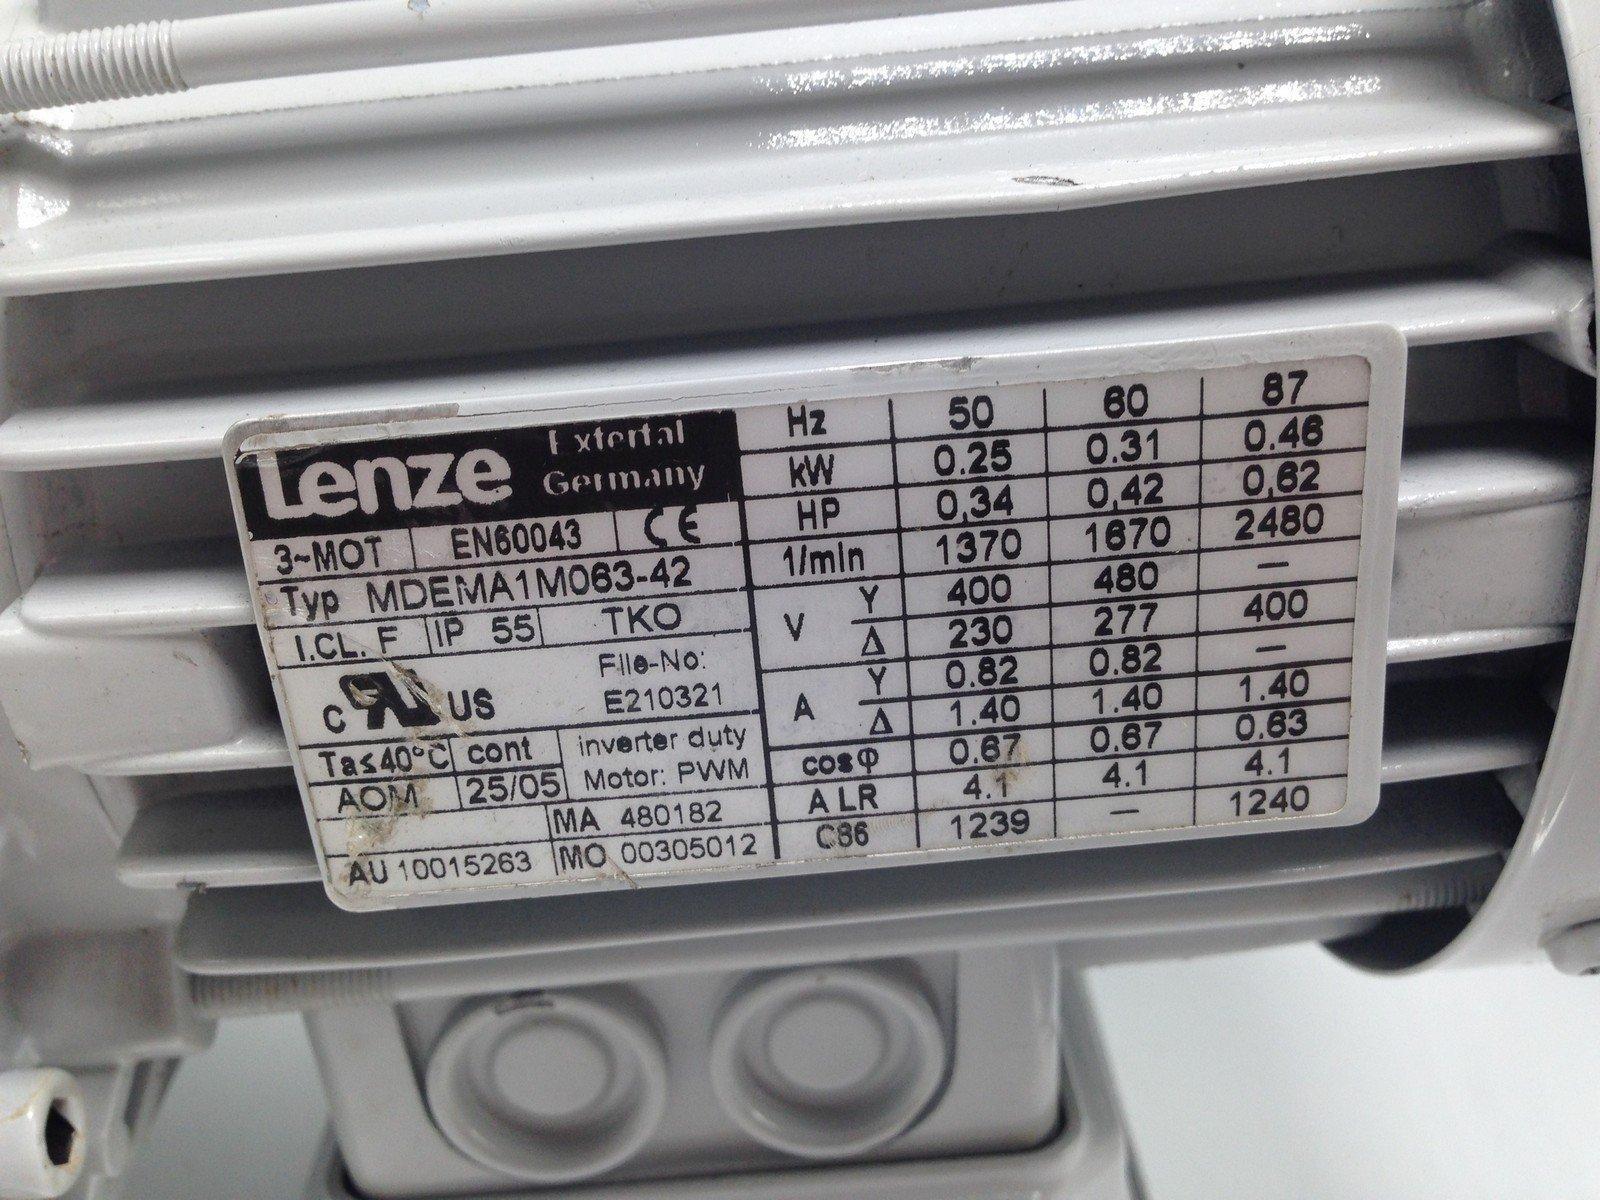 Lenze Extertal
Germany
3~MOT EN60043 CE
Typ MDEMA1M063-42
I.CL. F IP 55 TKO
File-No:
E210321
c US
Ta≤40°C cont inverter duty
AOM 25/05 Motor: PWM
MA 480182
AU 10015263 MO 00305012
Hz 50 60 87
kW 0.25 0.31 0.46
HP 0,34 0,42 0,62
1/min 1370 1670 2480
V Y 400 480 —
Δ 230 277 400
A Y 0.82 0.82 —
Δ 1.40 1.40 1.40
cosφ 0.67 0.67 0.63
A LR 4.1 4.1 4.1
C86 1239 — 1240